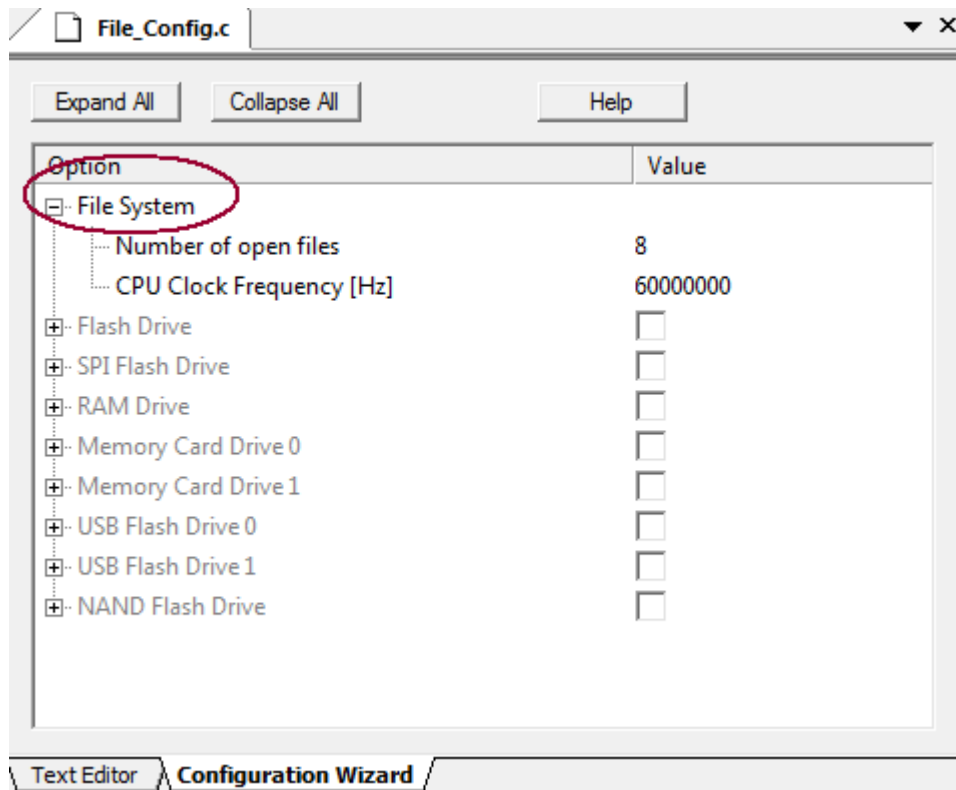 File_Config.c
Expand All Collapse All Help
Option Value
File System
Number of open files 8
CPU Clock Frequency [Hz] 60000000
Flash Drive
SPI Flash Drive
RAM Drive
Memory Card Drive 0
Memory Card Drive 1
USB Flash Drive 0
USB Flash Drive 1
NAND Flash Drive
Text Editor Configuration Wizard